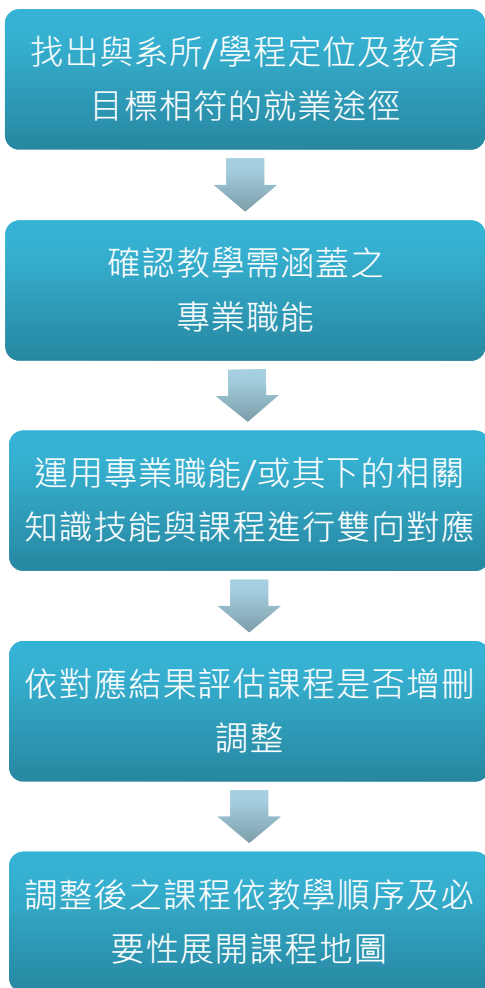 找出與系所/學程定位及教育
目標相符的就業途徑
確認教學需涵蓋之
專業職能
運用專業職能/或其下的相關
知識技能與課程進行雙向對應
依對應結果評估課程是否增刪
調整
調整後之課程依教學順序及必
要性展開課程地圖